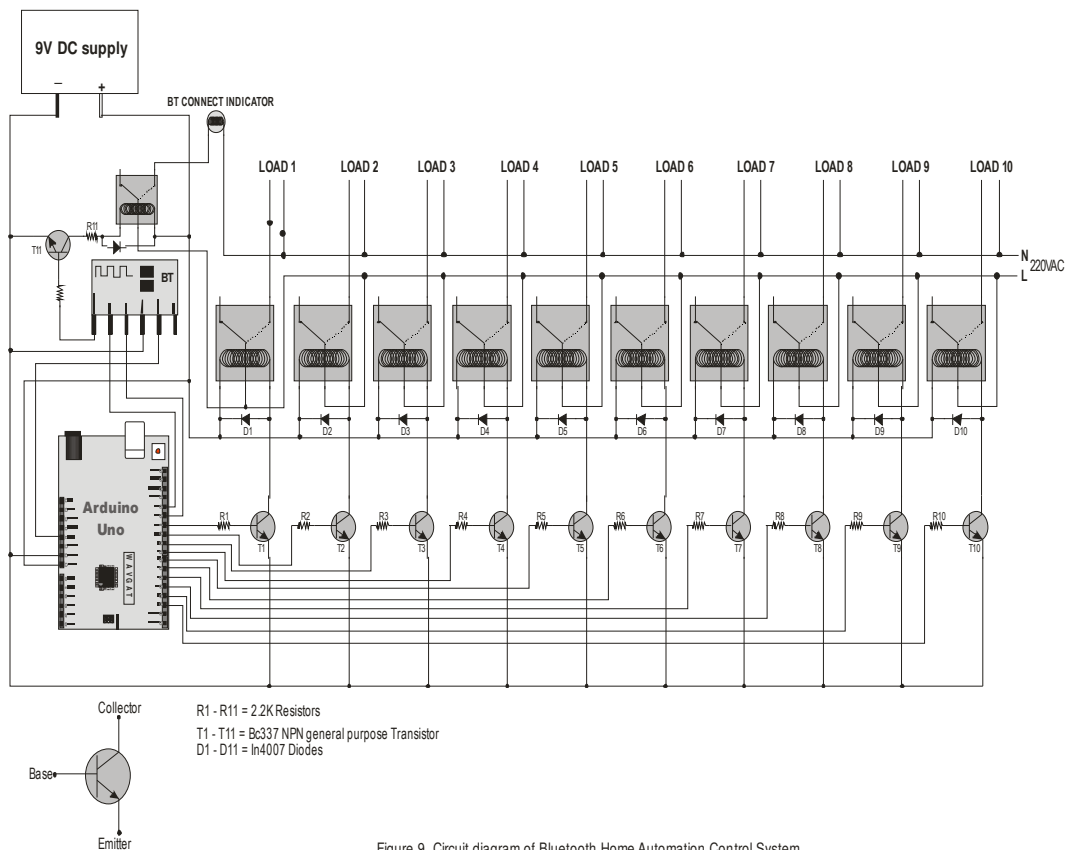 9V DC supply
− +
BT CONNECT INDICATOR
LOAD 1 LOAD 2 LOAD 3 LOAD 4 LOAD 5 LOAD 6 LOAD 7 LOAD 8 LOAD 9 LOAD 10
R11
T11
BT
N
220VAC
L
D1 D2 D3 D4 D5 D6 D7 D8 D9 D10
Arduino
Uno
WAVGAT
R1 R2 R3 R4 R5 R6 R7 R8 R9 R10
T1 T2 T3 T4 T5 T6 T7 T8 T9 T10
Collector
Base
Emitter
R1 - R11 = 2.2K Resistors
T1 - T11 = Bc337 NPN general purpose Transistor
D1 - D11 = In4007 Diodes
Figure 9. Circuit diagram of Bluetooth Home Automation Control System